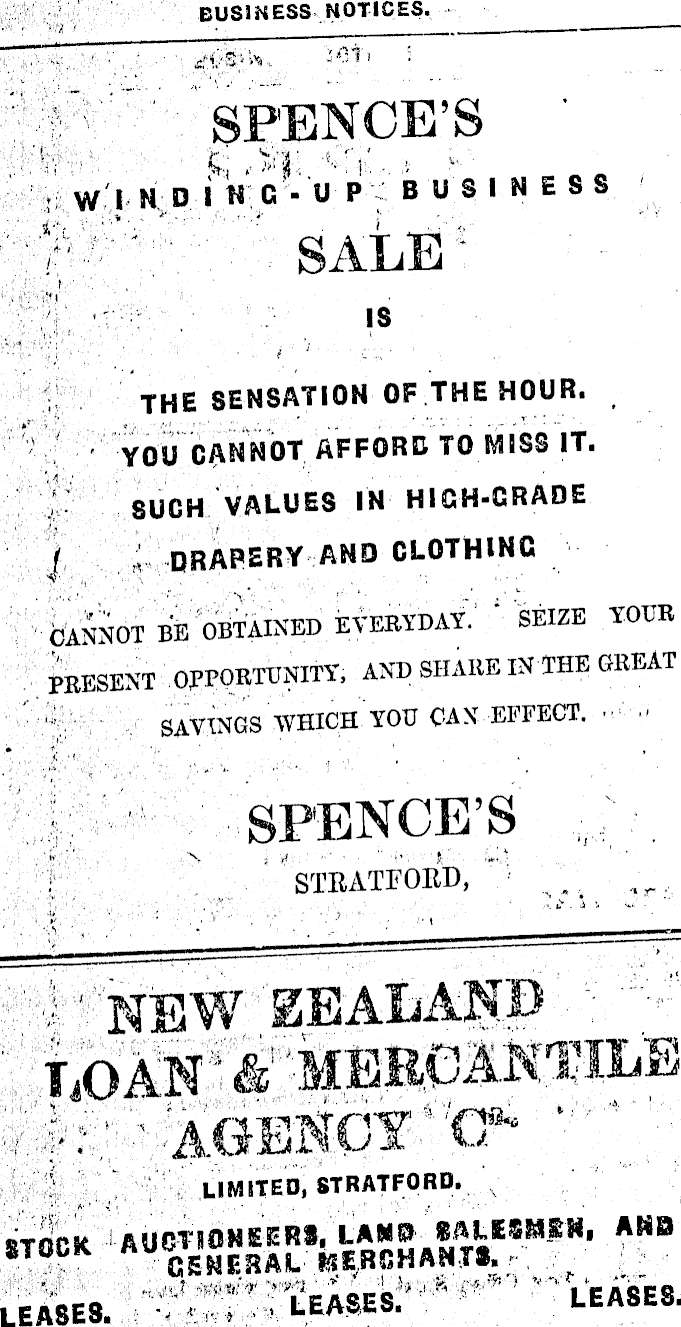 BUSINESS NOTICES.
SPENCE'S
WINDING-UP BUSINESS
SALE
IS
THE SENSATION OF THE HOUR.
YOU CANNOT AFFORD TO MISS IT.
SUCH VALUES IN HIGH-GRADE
DRAPERY AND CLOTHING
CANNOT BE OBTAINED EVERYDAY. SEIZE YOUR
PRESENT OPPORTUNITY, AND SHARE IN THE GREAT
SAVINGS WHICH YOU CAN EFFECT.
SPENCE'S
STRATFORD,
NEW ZEALAND
LOAN & MERCANTILE
AGENCY
LIMITED, STRATFORD.
STOCK AUCTIONEERS, LAND SALESMEN, AND
GENERAL MERCHANTS.
LEASES. LEASES. LEASES.